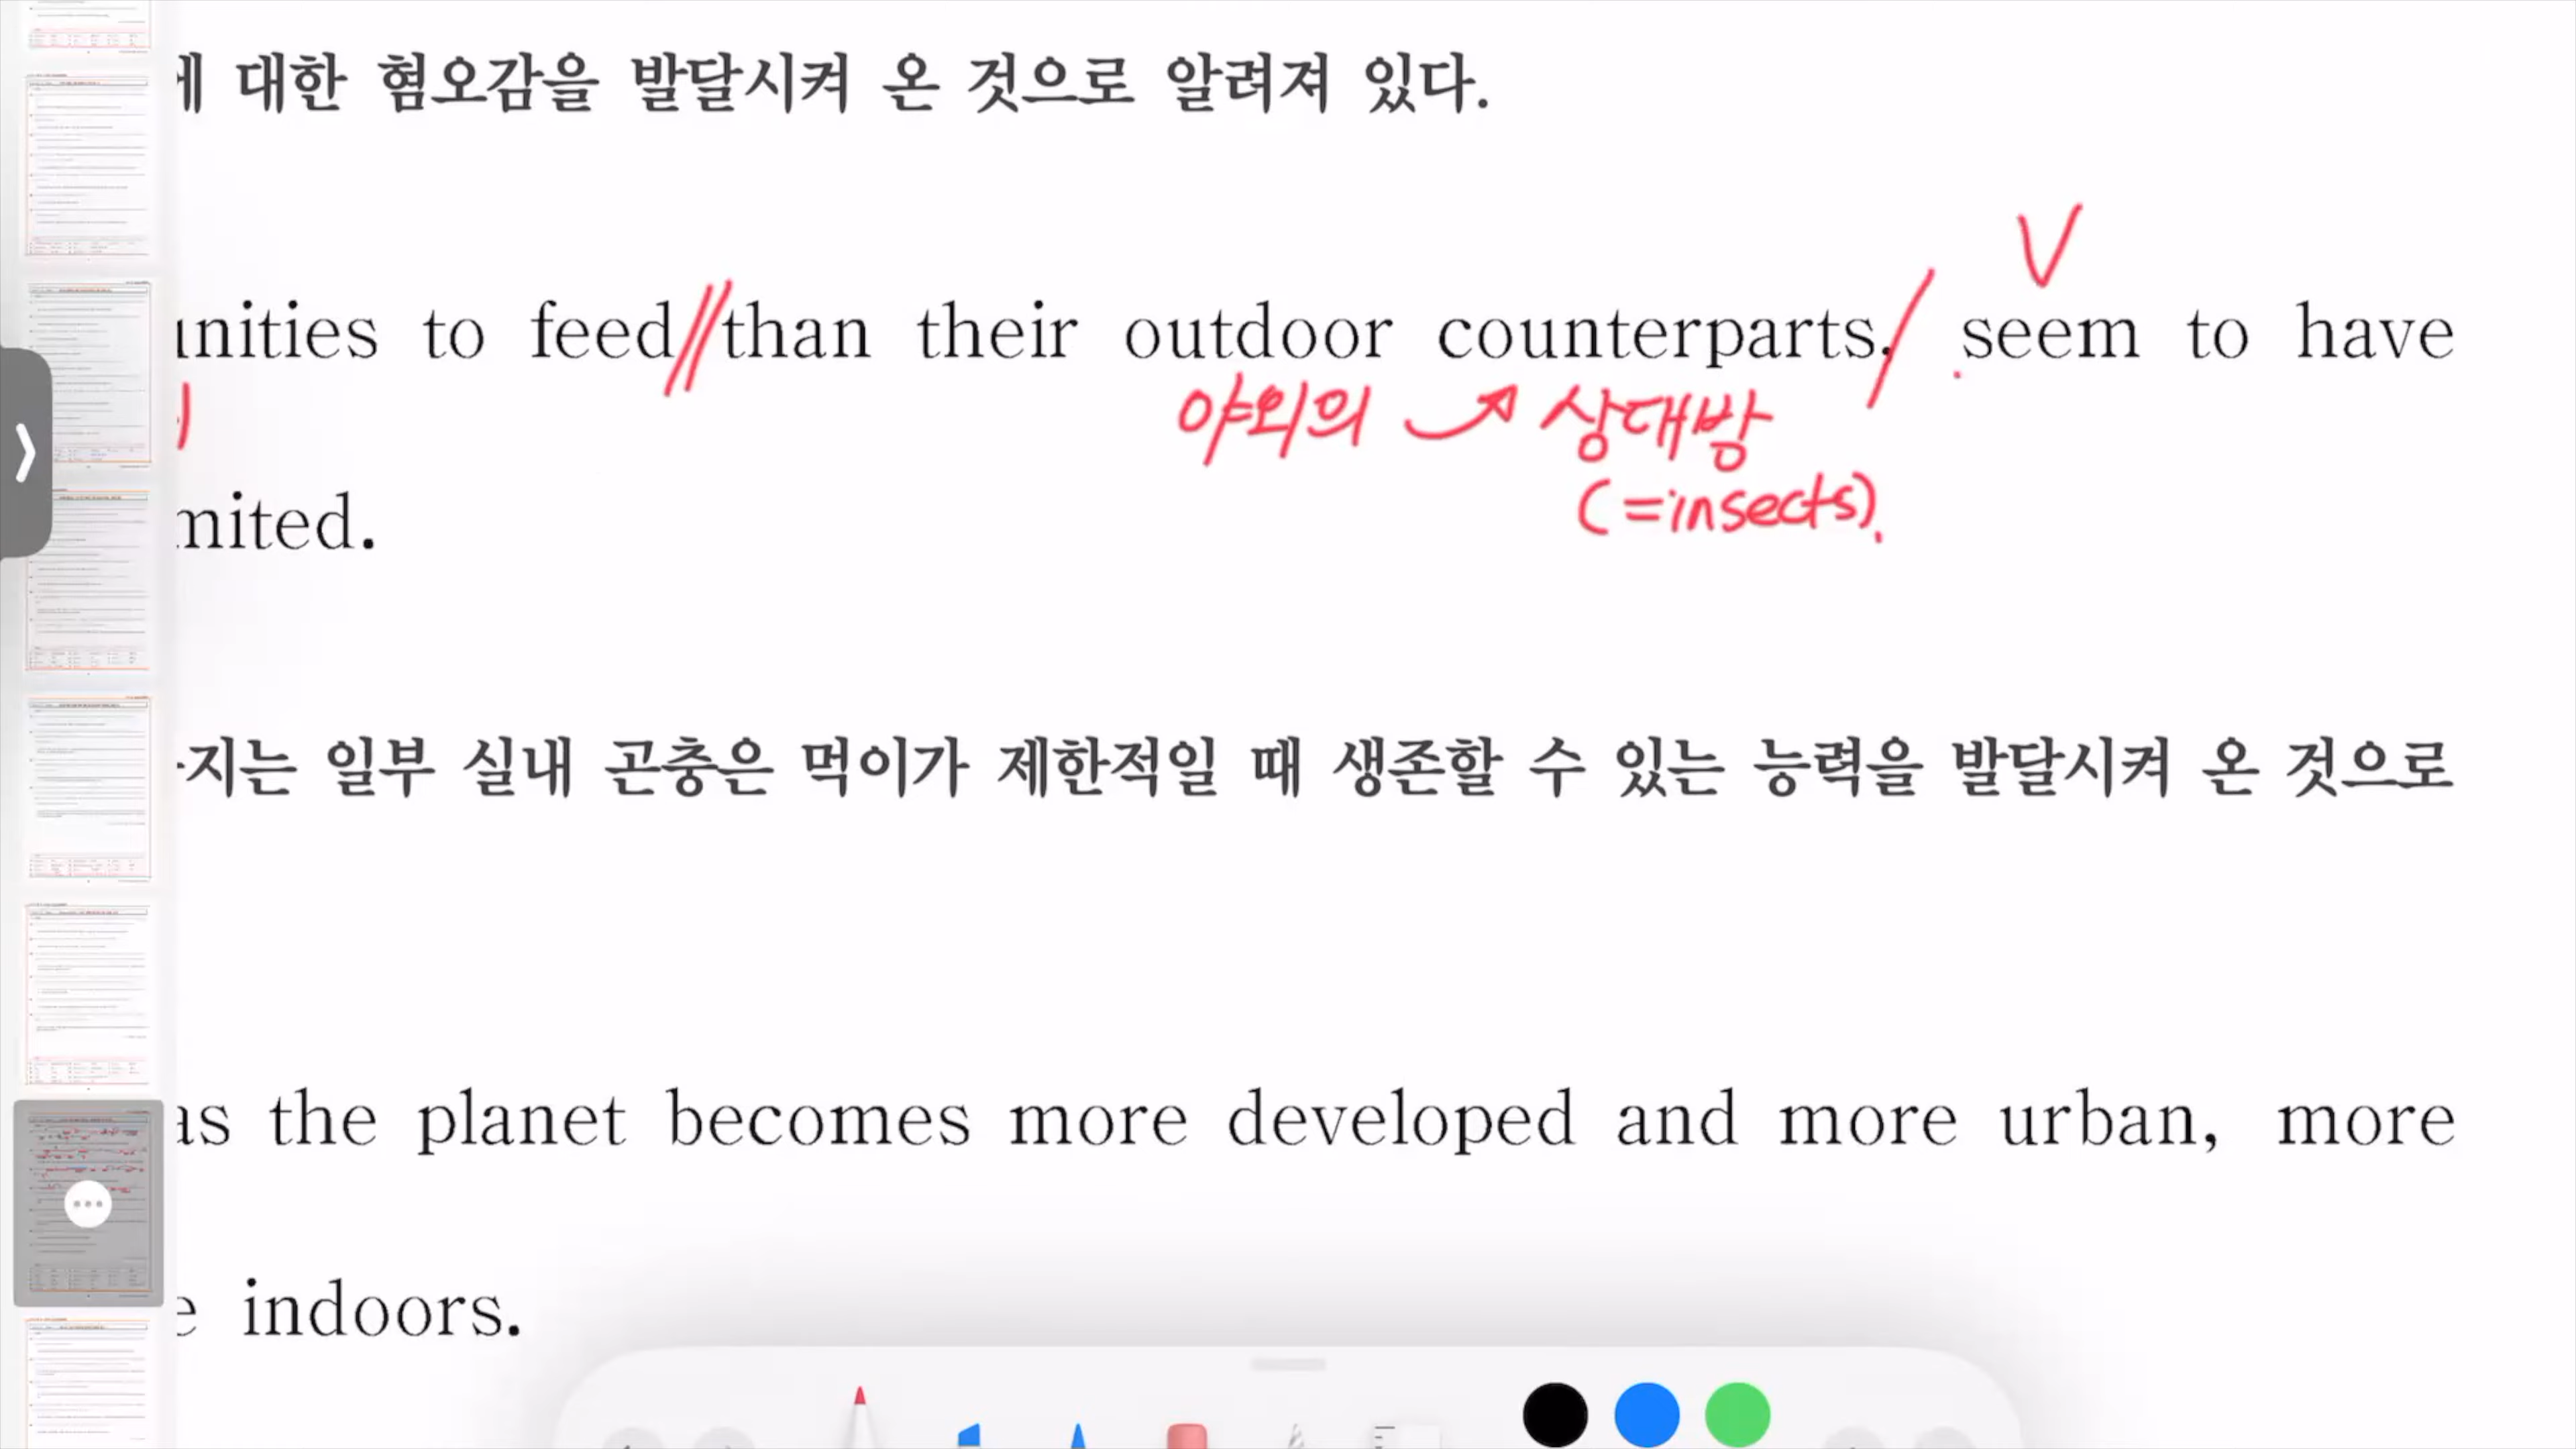 에 대한 혐오감을 발달시켜 온 것으로 알려져 있다.
V
to feed than their outdoor counterparts, seem to have
야외의 상대방
(=insects).
지는 일부 실내 곤충은 먹이가 제한적일 때 생존할 수 있는 능력을 발달시켜 온 것으로
as the planet becomes more developed and more urban, more
indoors.